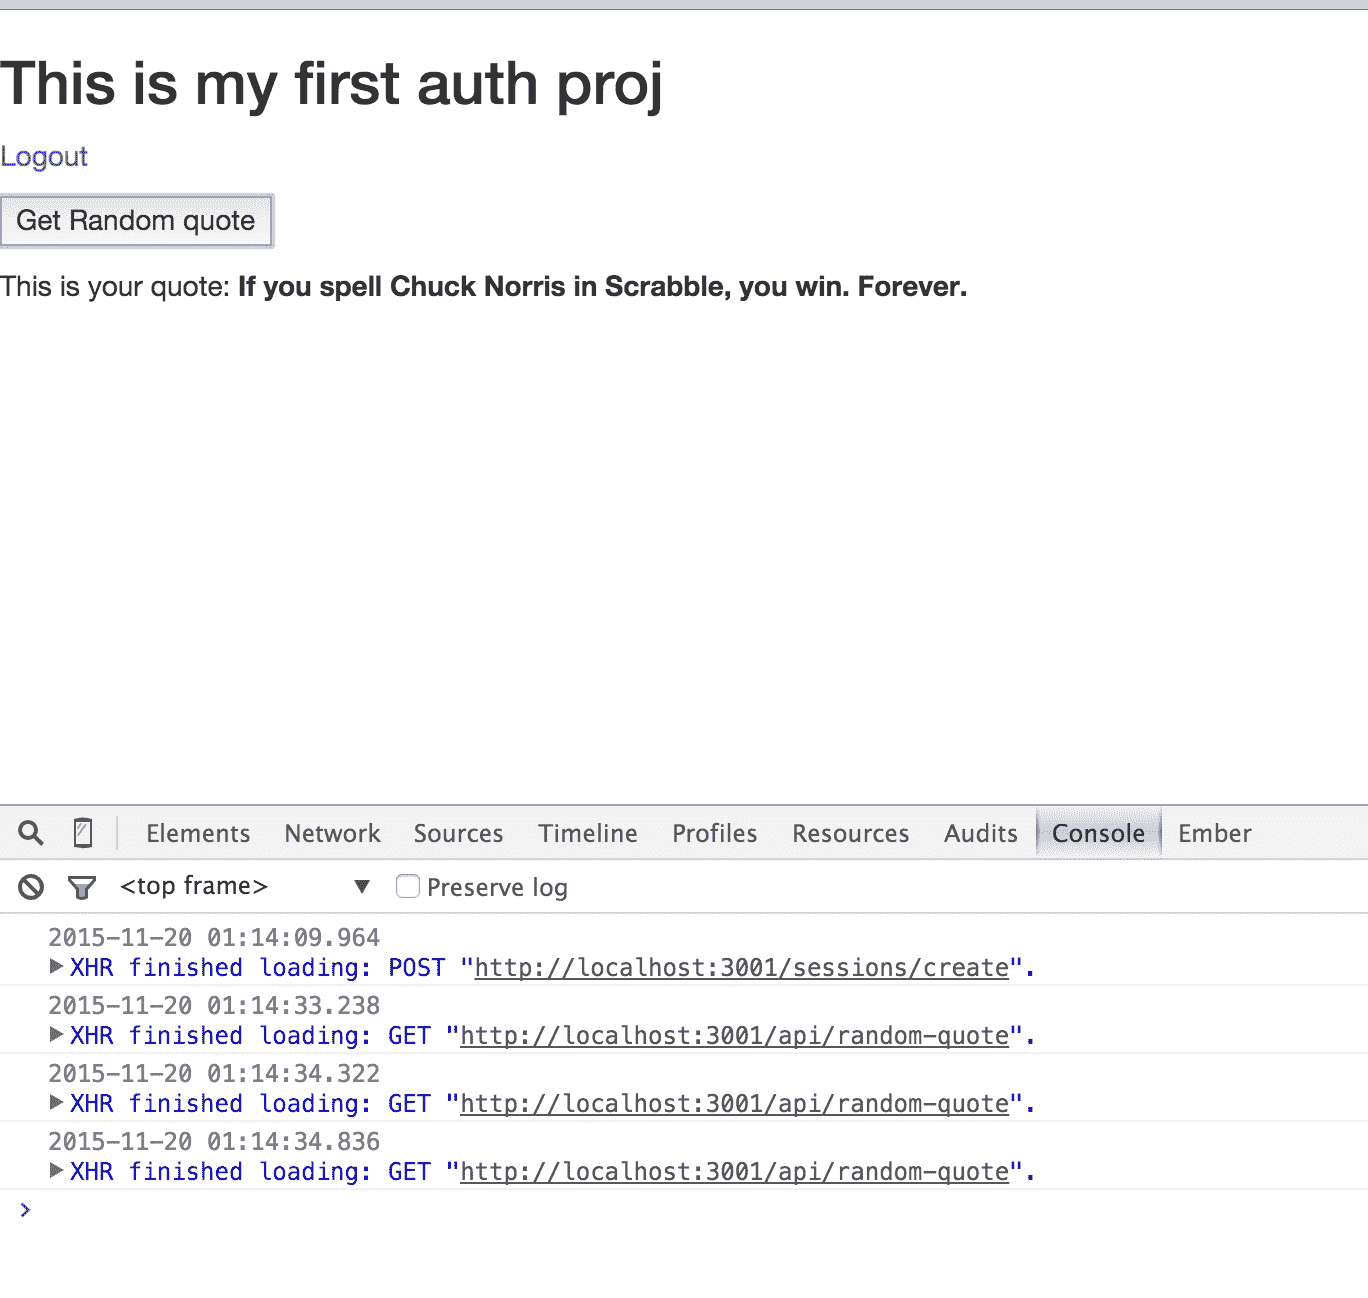 This is my first auth proj
Logout
Get Random quote
This is your quote: If you spell Chuck Norris in Scrabble, you win. Forever.
Elements Network Sources Timeline Profiles Resources Audits Console Ember
<top frame> ▼ Preserve log
2015-11-20 01:14:09.964
▶XHR finished loading: POST "http://localhost:3001/sessions/create".
2015-11-20 01:14:33.238
▶XHR finished loading: GET "http://localhost:3001/api/random-quote".
2015-11-20 01:14:34.322
▶XHR finished loading: GET "http://localhost:3001/api/random-quote".
2015-11-20 01:14:34.836
▶XHR finished loading: GET "http://localhost:3001/api/random-quote".
>